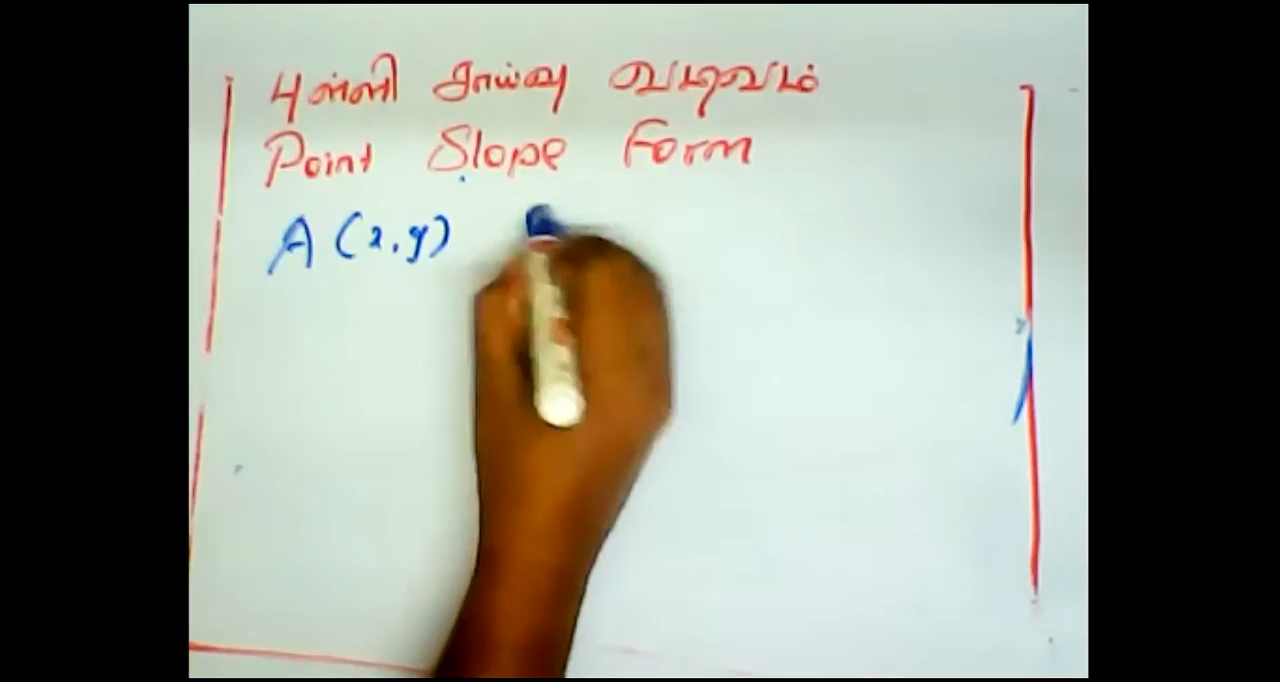 புள்ளி சாய்வு வடிவம்
Point Slope Form
A (x, y)